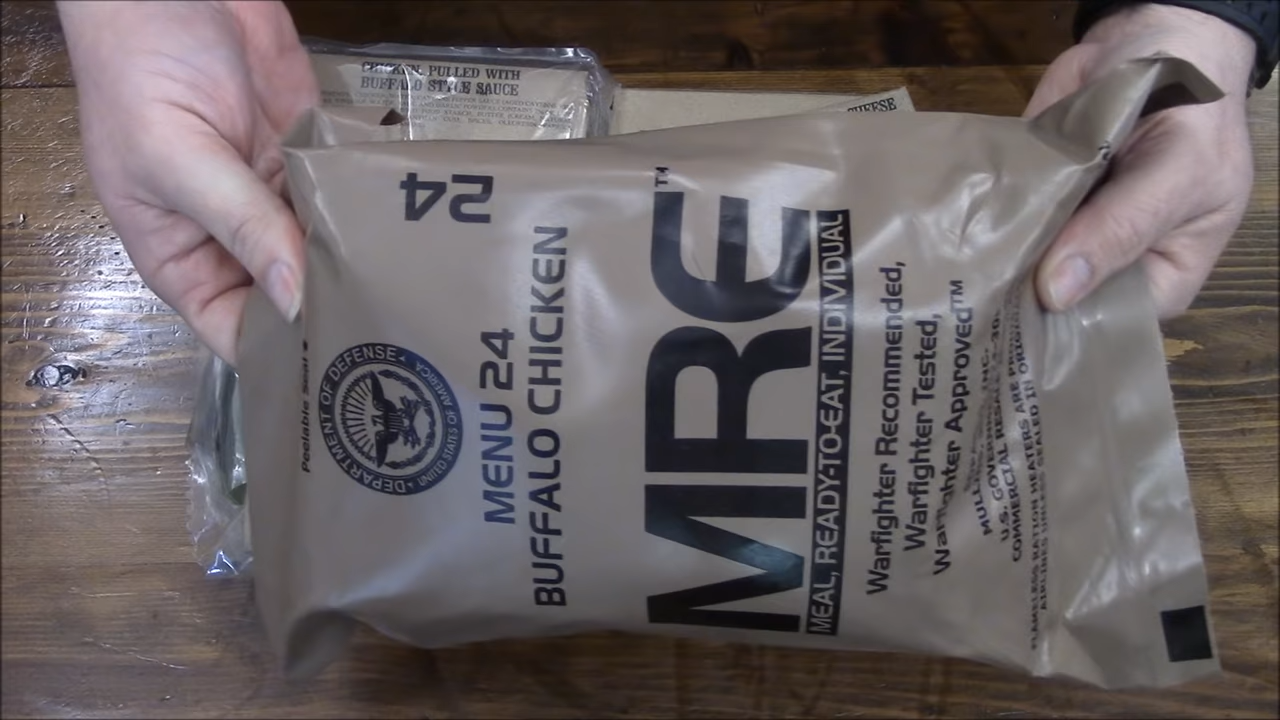 CHICKEN, PULLED WITH
BUFFALO STYLE SAUCE
CHEESE
24
Peelable Seal
DEPARTMENT OF DEFENSE
UNITED STATES OF AMERICA
MENU 24
BUFFALO CHICKEN
MRE™
MEAL, READY-TO-EAT, INDIVIDUAL
Warfighter Recommended,
Warfighter Tested,
Warfighter Approved™
INC.
U.S. GOVERNMENT
COMMERCIAL RESALE
FLAMELESS RATION HEATERS ARE
AIRLINES UNLESS SEALED IN